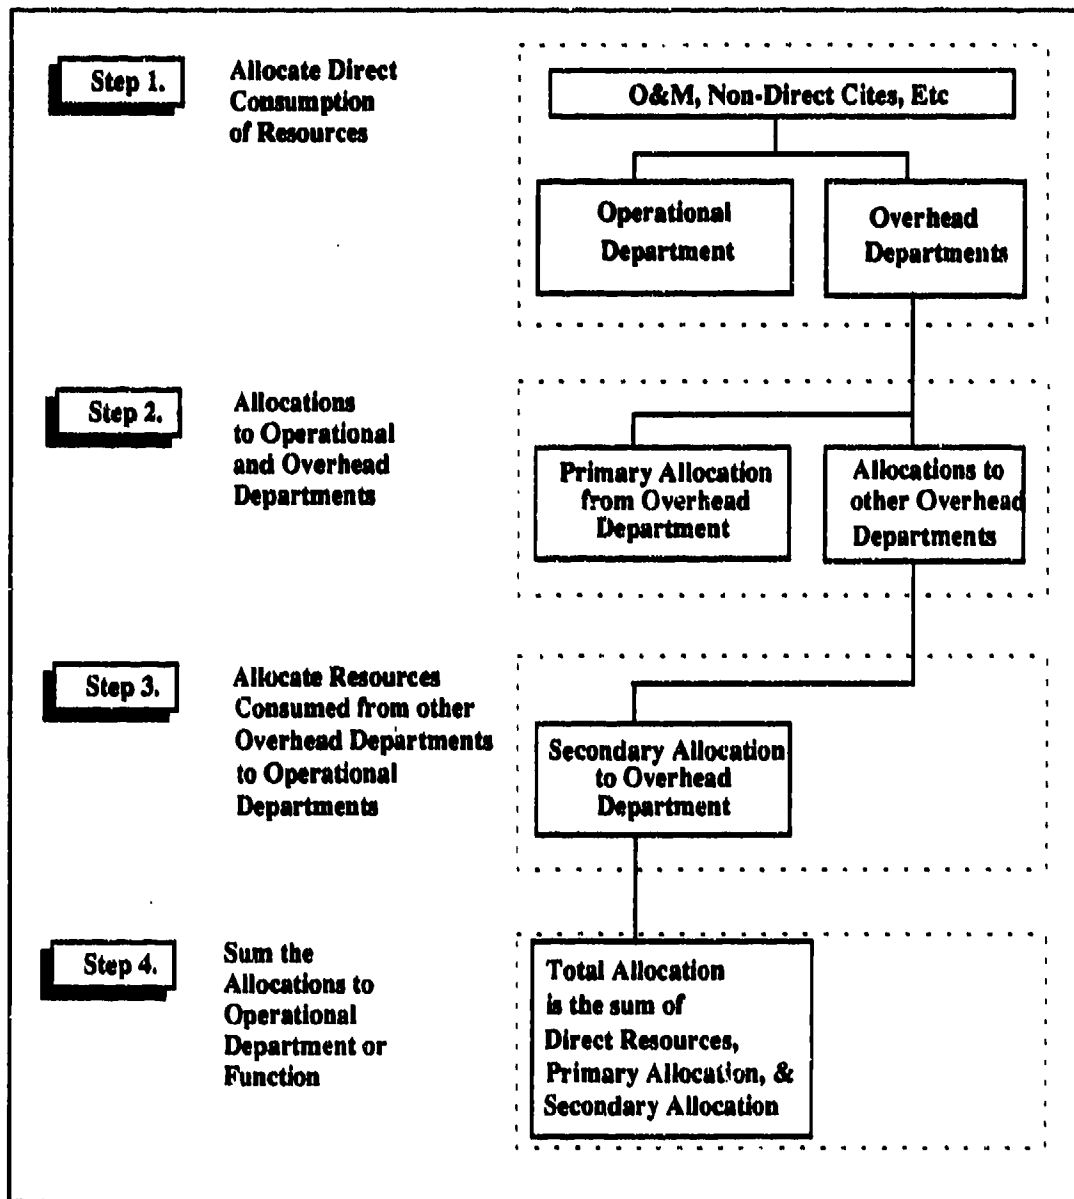 Step 1.
Allocate Direct
Consumption
of Resources
O&M, Non-Direct Cites, Etc
Operational
Department
Overhead
Departments
Step 2.
Allocations
to Operational
and Overhead
Departments
Primary Allocation
from Overhead
Department
Allocations to
other Overhead
Departments
Step 3.
Allocate Resources
Consumed from other
Overhead Departments
to Operational
Departments
Secondary Allocation
to Overhead
Department
Step 4.
Sum the
Allocations to
Operational
Department or
Function
Total Allocation
is the sum of
Direct Resources,
Primary Allocation, &
Secondary Allocation